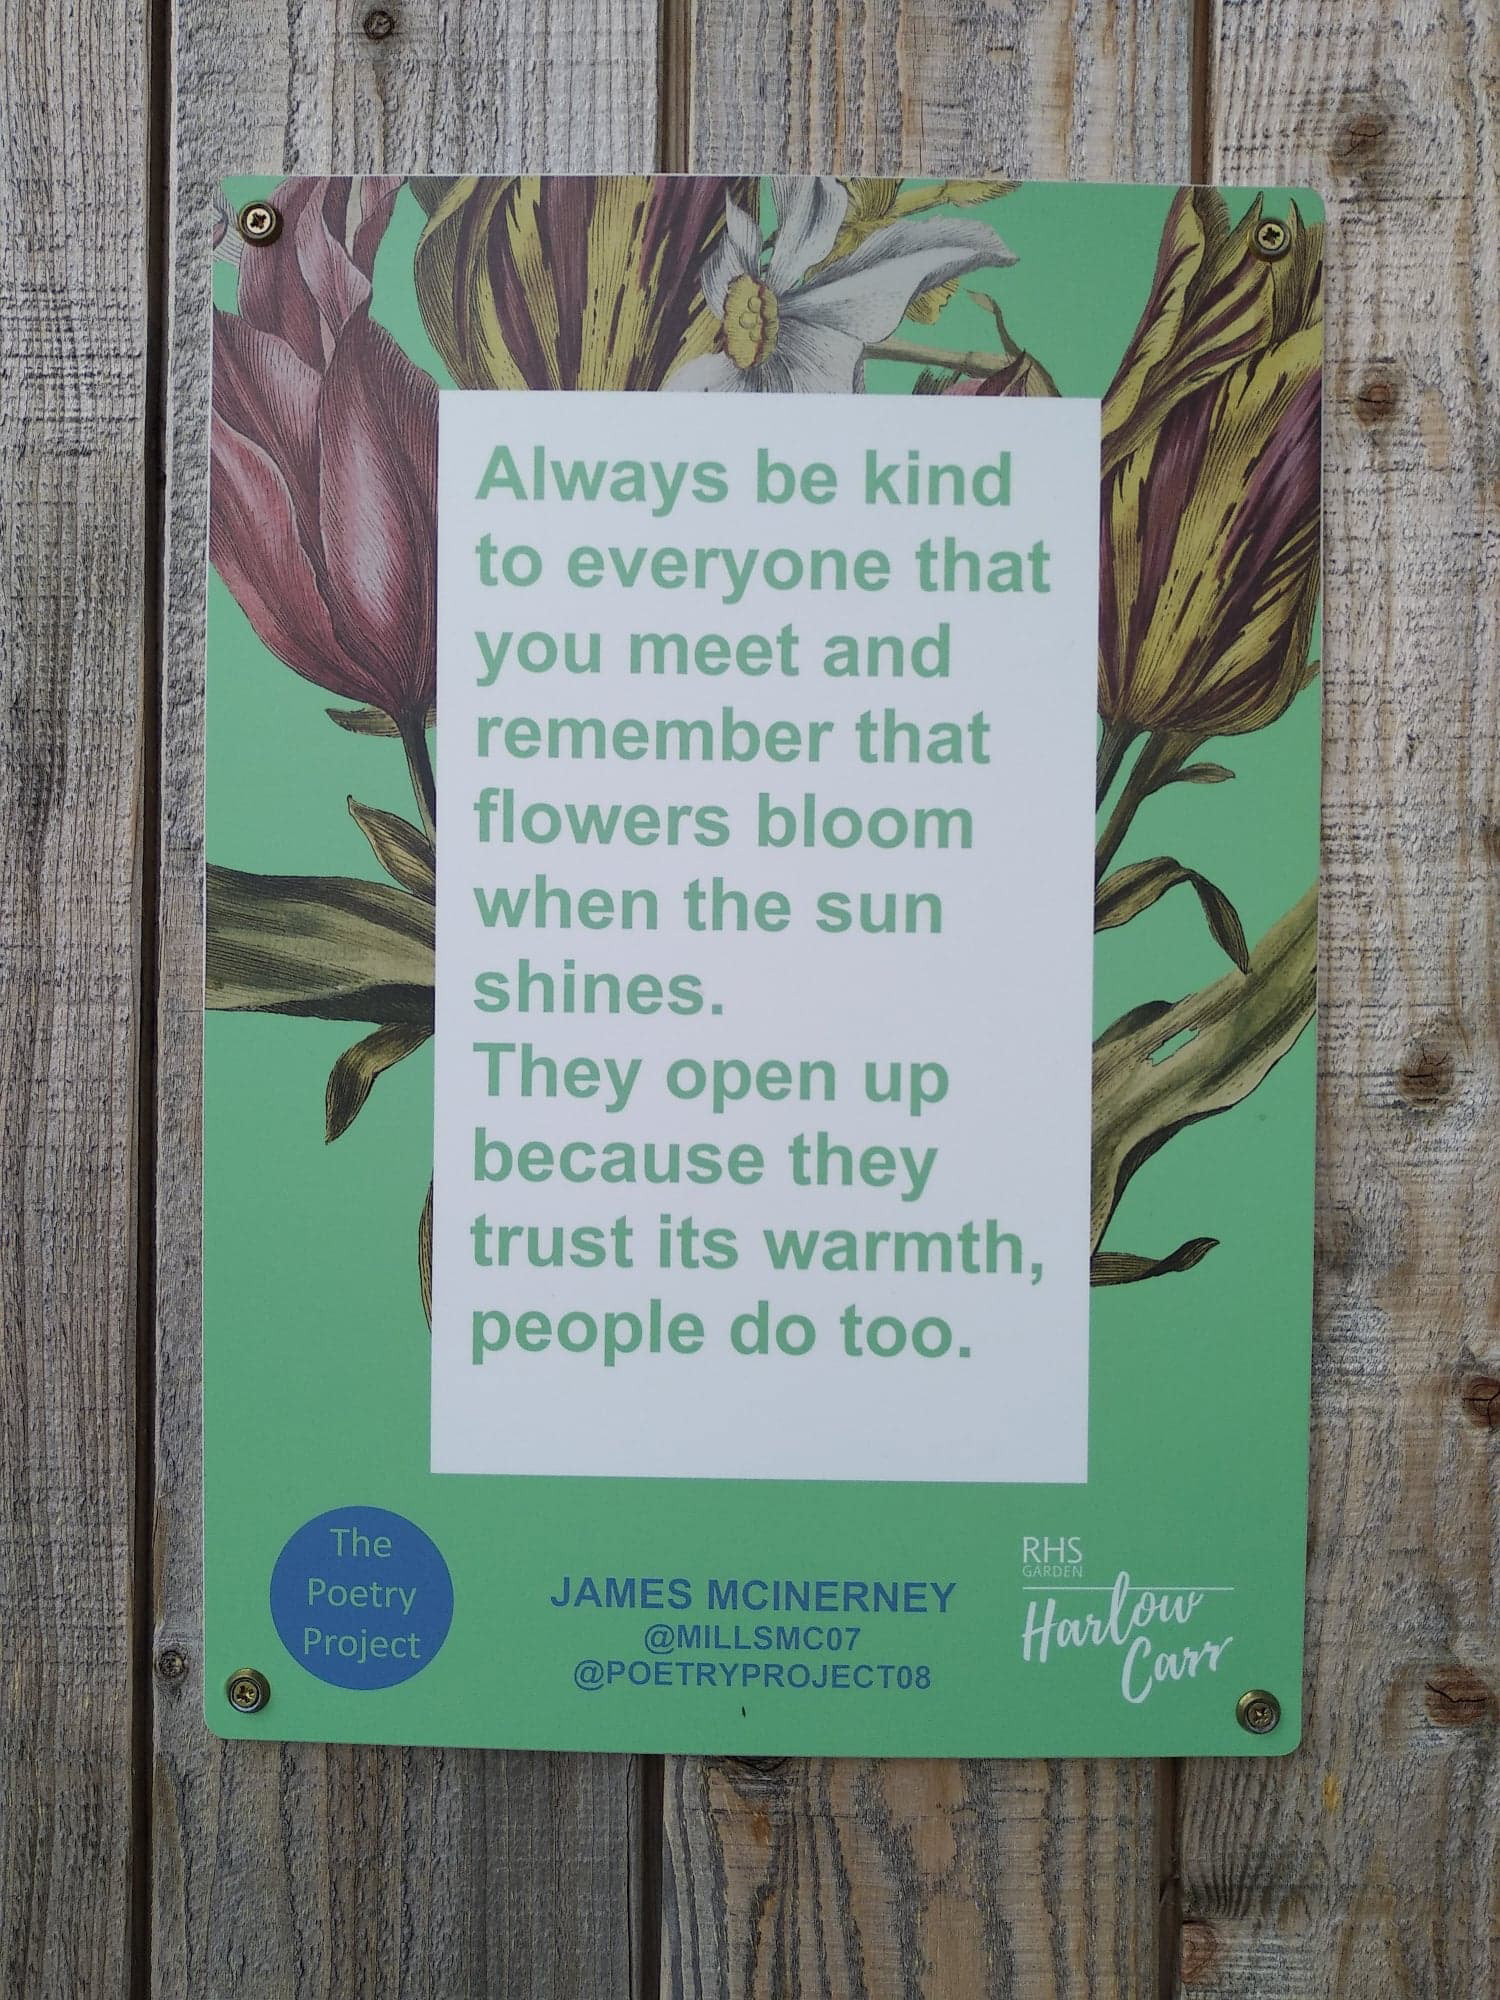 Always be kind
to everyone that
you meet and
remember that
flowers bloom
when the sun
shines.
They open up
because they
trust its warmth,
people do too.
The
Poetry
Project
JAMES MCINERNEY
@MILLSMC07
@POETRYPROJECT08
RHS
GARDEN
Harlow
Carr